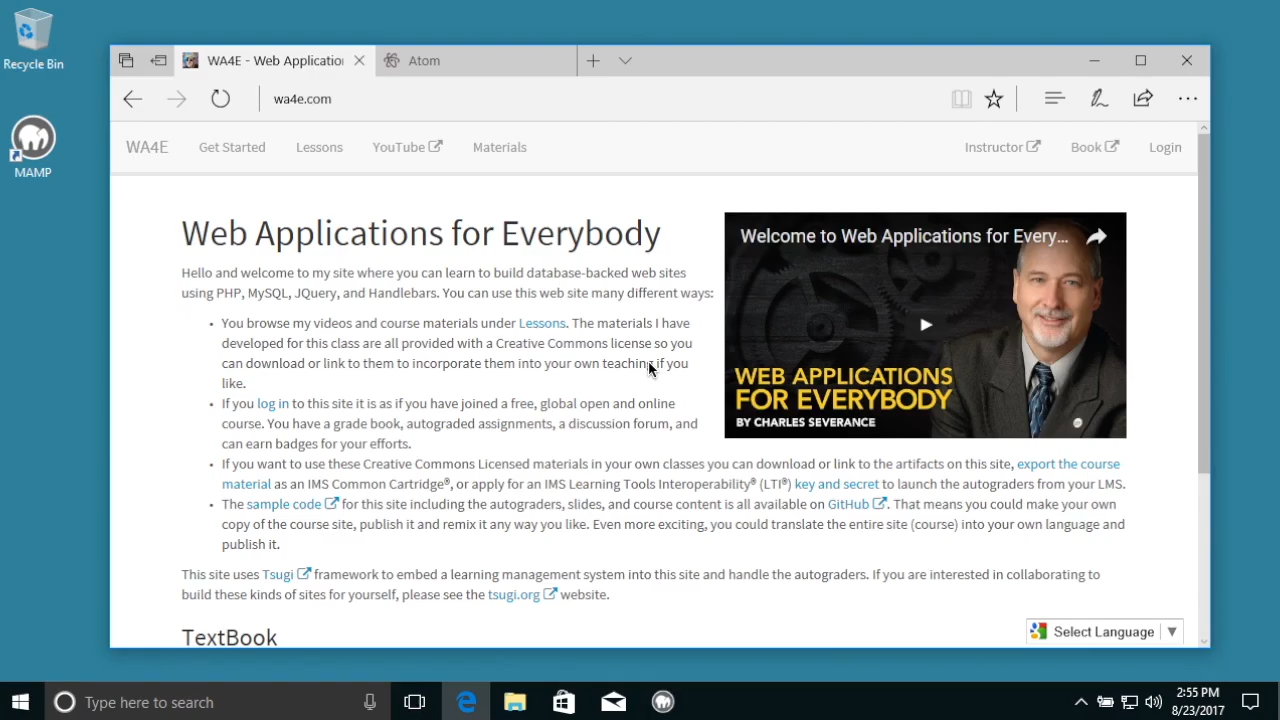 Recycle Bin
MAMP
WA4E - Web Application
Atom
wa4e.com
WA4E Get Started Lessons YouTube Materials Instructor Book Login
Web Applications for Everybody
Hello and welcome to my site where you can learn to build database-backed web sites
using PHP, MySQL, JQuery, and Handlebars. You can use this web site many different ways:
• You browse my videos and course materials under Lessons. The materials I have
developed for this class are all provided with a Creative Commons license so you
can download or link to them to incorporate them into your own teaching if you
like.
• If you log in to this site it is as if you have joined a free, global open and online
course. You have a grade book, autograded assignments, a discussion forum, and
can earn badges for your efforts.
Welcome to Web Applications for Every...
WEB APPLICATIONS
FOR EVERYBODY
BY CHARLES SEVERANCE
• If you want to use these Creative Commons Licensed materials in your own classes you can download or link to the artifacts on this site, export the course
material as an IMS Common Cartridge®, or apply for an IMS Learning Tools Interoperability® (LTI®) key and secret to launch the autograders from your LMS.
• The sample code for this site including the autograders, slides, and course content is all available on GitHub. That means you could make your own
copy of the course site, publish it and remix it any way you like. Even more exciting, you could translate the entire site (course) into your own language and
publish it.
This site uses Tsugi framework to embed a learning management system into this site and handle the autograders. If you are interested in collaborating to
build these kinds of sites for yourself, please see the tsugi.org website.
TextBook
Select Language
Type here to search
2:55 PM
8/23/2017